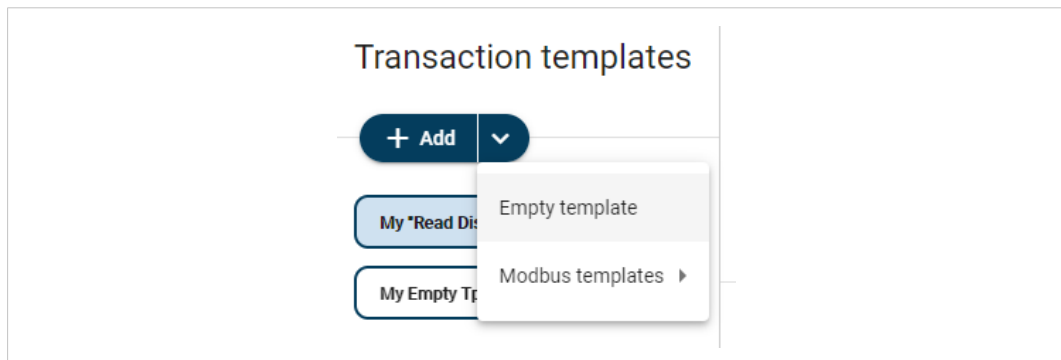 Transaction templates
+ Add
Empty template
My "Read Dis
Modbus templates
My Empty Tp